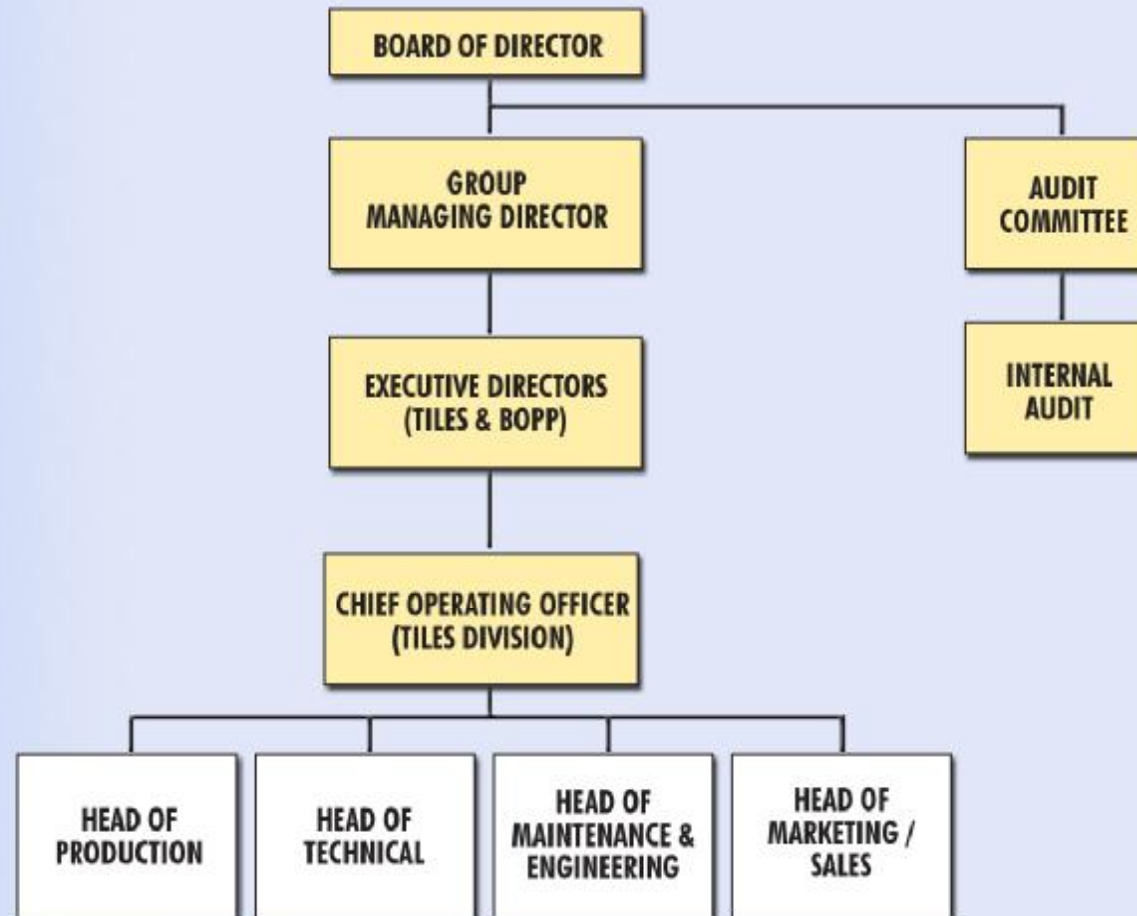 BOARD OF DIRECTOR
GROUP
MANAGING DIRECTOR
AUDIT
COMMITTEE
EXECUTIVE DIRECTORS
(TILES & BOPP)
INTERNAL
AUDIT
CHIEF OPERATING OFFICER
(TILES DIVISION)
HEAD OF
PRODUCTION
HEAD OF
TECHNICAL
HEAD OF
MAINTENANCE &
ENGINEERING
HEAD OF
MARKETING /
SALES